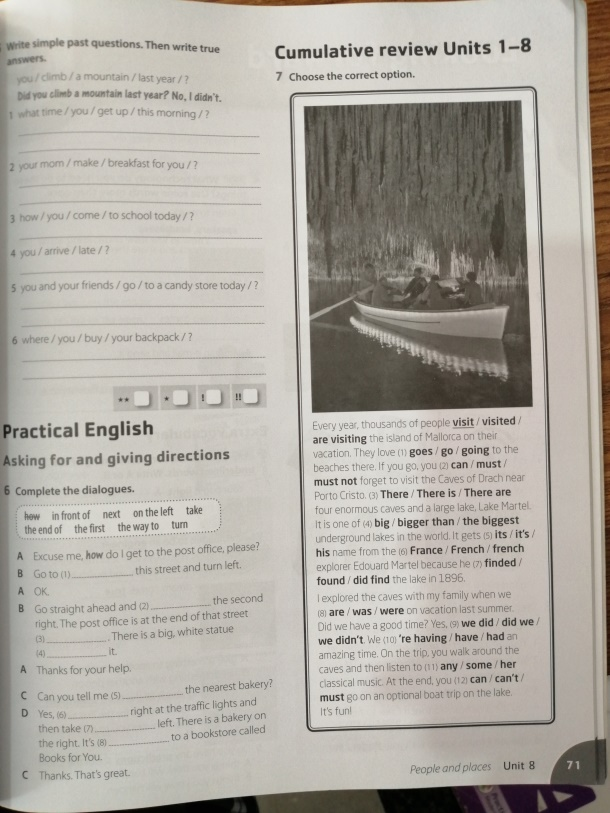 Write simple past questions. Then write true
answers.
you / climb / a mountain / last year / ?
Did you climb a mountain last year? No, I didn't.
1 what time / you / get up / this morning / ?
2 your mom / make / breakfast for you / ?
3 how / you / come / to school today / ?
4 you / arrive / late / ?
5 you and your friends / go / to a candy store today / ?
6 where / you / buy / your backpack / ?
** * ! !!
Practical English
Asking for and giving directions
6 Complete the dialogues.
how in front of next on the left take
the end of the first the way to turn
A Excuse me, how do I get to the post office, please?
B Go to (1) ____________ this street and turn left.
A OK.
B Go straight ahead and (2) ____________ the second
right. The post office is at the end of that street
(3) ____________. There is a big, white statue
(4) ____________ it.
A Thanks for your help.
C Can you tell me (5) ____________ the nearest bakery?
D Yes, (6) ____________ right at the traffic lights and
then take (7) ____________ left. There is a bakery on
the right. It's (8) ____________ to a bookstore called
Books for You.
C Thanks. That's great.
Cumulative review Units 1–8
7 Choose the correct option.
Every year, thousands of people visit / visited /
are visiting the island of Mallorca on their
vacation. They love (1) goes / go / going to the
beaches there. If you go, you (2) can / must /
must not forget to visit the Caves of Drach near
Porto Cristo. (3) There / There is / There are
four enormous caves and a large lake, Lake Martel.
It is one of (4) big / bigger than / the biggest
underground lakes in the world. It gets (5) its / it's /
his name from the (6) France / French / french
explorer Edouard Martel because he (7) finded /
found / did find the lake in 1896.
I explored the caves with my family when we
(8) are / was / were on vacation last summer.
Did we have a good time? Yes, (9) we did / did we /
we didn't. We (10) 're having / have / had an
amazing time. On the trip, you walk around the
caves and then listen to (11) any / some / her
classical music. At the end, you (12) can / can't /
must go on an optional boat trip on the lake.
It's fun!
People and places Unit 8 71